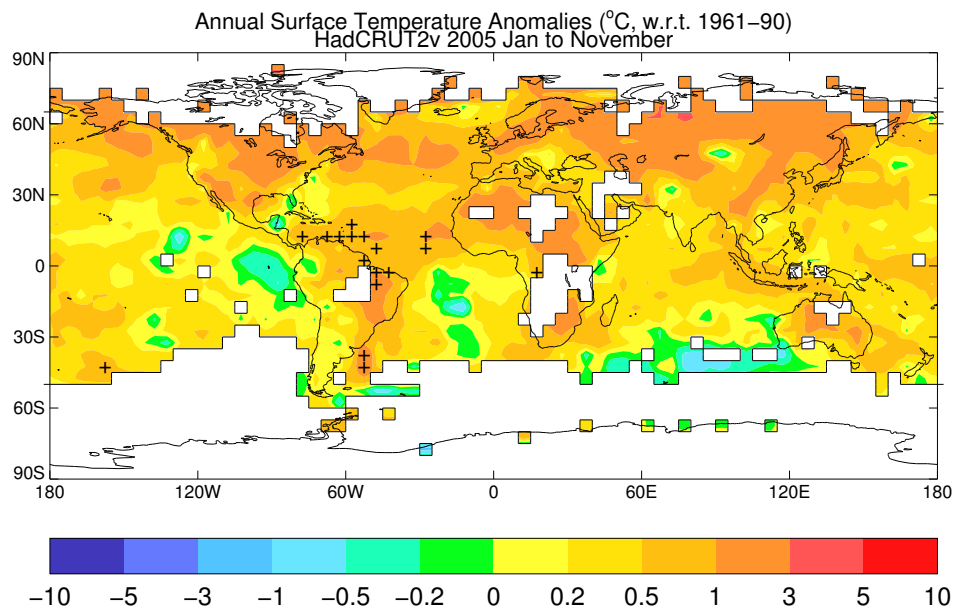 Annual Surface Temperature Anomalies (°C, w.r.t. 1961−90)
HadCRUT2v 2005 Jan to November
90N
60N
30N
0
30S
60S
90S
180 120W 60W 0 60E 120E 180
−10 −5 −3 −1 −0.5 −0.2 0 0.2 0.5 1 3 5 10